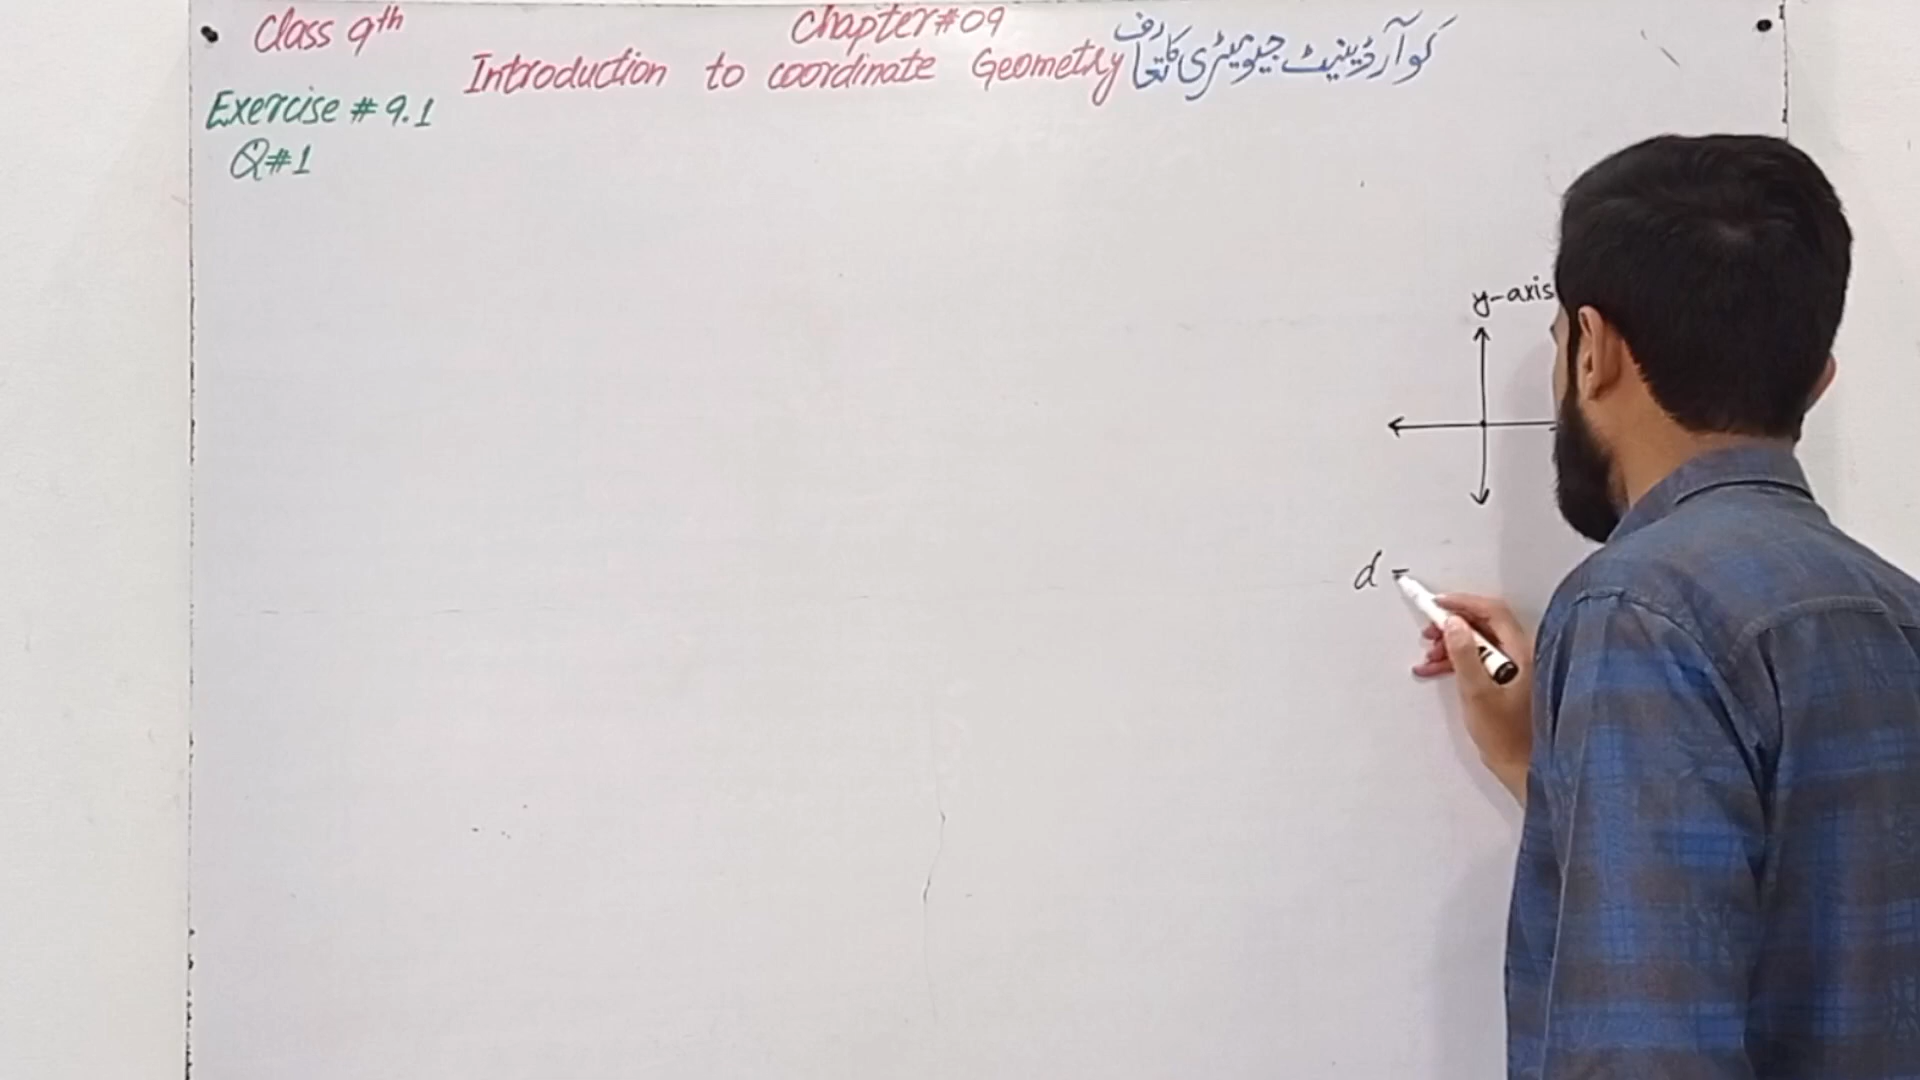 Class 9th Chapter#09
Introduction to coordinate Geometry کوآرڈینیٹ جیومیٹری کا تعارف
Exercise # 9.1
Q#1
y-axis
d =